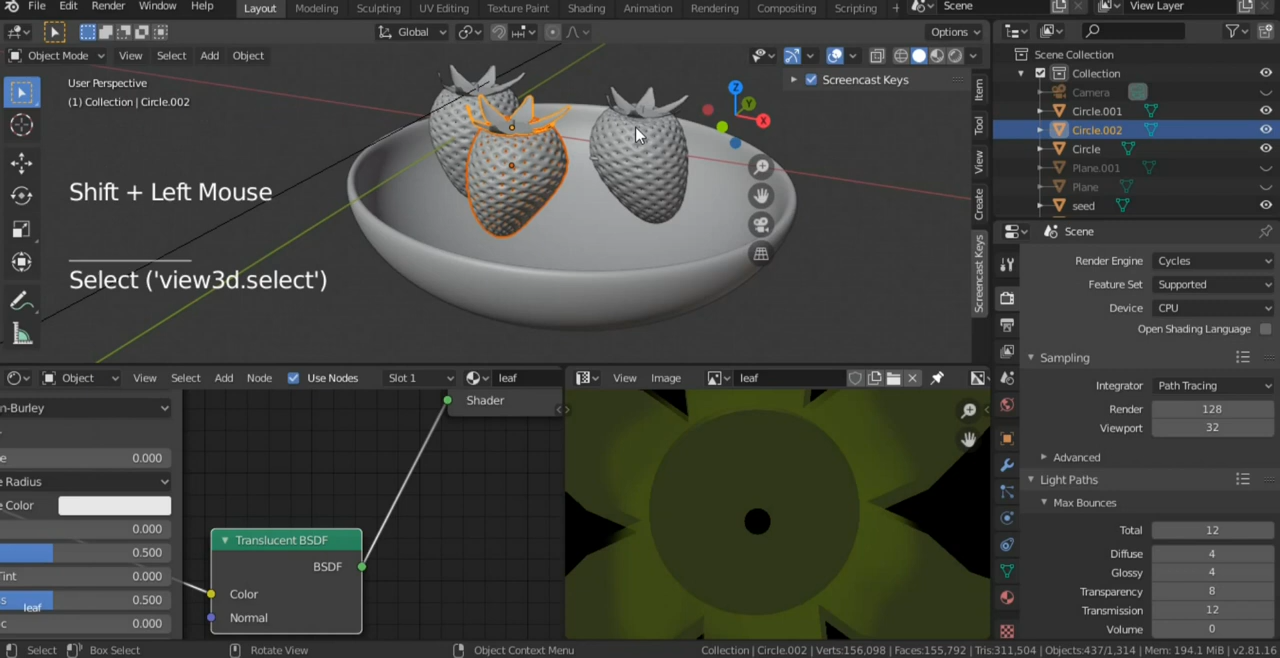 File Edit Render Window Help Layout Modeling Sculpting UV Editing Texture Paint Shading Animation Rendering Compositing Scripting + Scene View Layer
Global Options
Object Mode View Select Add Object
User Perspective
(1) Collection | Circle.002
Screencast Keys
Z
Y
X
Shift + Left Mouse
Select ('view3d.select')
Item
Tool
View
Create
Screencast Keys
Scene Collection
Collection
Camera
Circle.001
Circle.002
Circle
Plane.001
Plane
seed
Scene
Render Engine Cycles
Feature Set Supported
Device CPU
Open Shading Language
Sampling
Integrator Path Tracing
Render 128
Viewport 32
Advanced
Light Paths
Max Bounces
Total 12
Diffuse 4
Glossy 4
Transparency 8
Transmission 12
Volume 0
Object View Select Add Node Use Nodes Slot 1 leaf
n-Burley
e 0.000
e Radius
e Color
0.000
0.500
Tint 0.000
s 0.500
c 0.000
leaf
Shader
Translucent BSDF
BSDF
Color
Normal
View Image leaf
Select Box Select Rotate View Object Context Menu Collection | Circle.002 | Verts:156,098 | Faces:155,792 | Tris:311,504 | Objects:437/1,314 | Mem: 194.1 MiB | v2.81.16